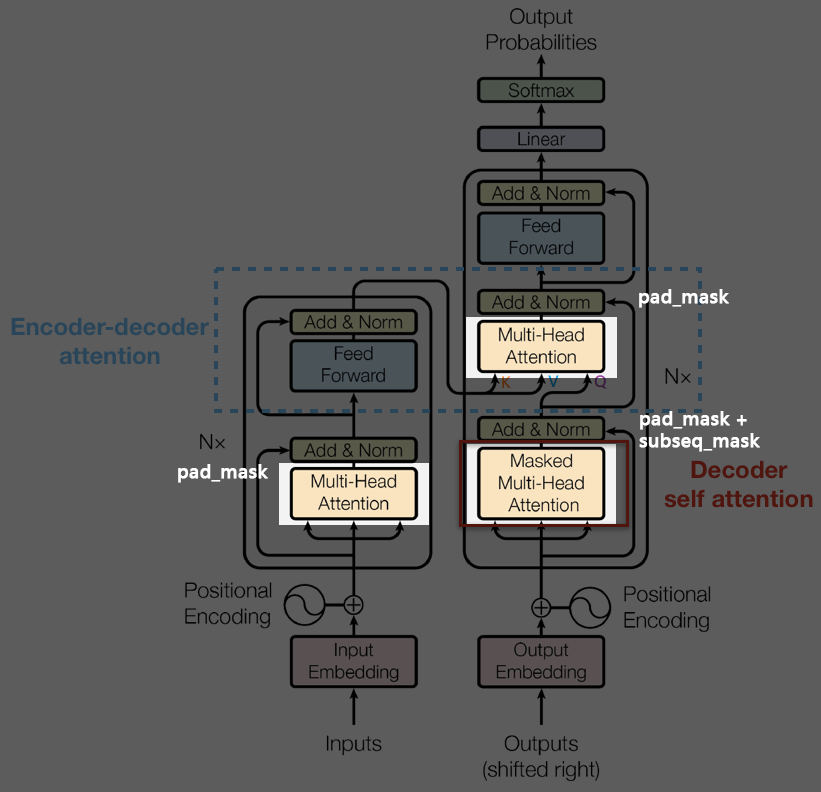 Output
Probabilities
Softmax
Linear
Add & Norm
Feed
Forward
Add & Norm
pad_mask
Multi-Head
Attention
K
V
Q
Nx
Encoder-decoder
attention
Add & Norm
Feed
Forward
Add & Norm
pad_mask +
subseq_mask
Masked
Multi-Head
Attention
Decoder
self attention
Nx
Add & Norm
pad_mask
Multi-Head
Attention
Positional
Encoding
Positional
Encoding
Input
Embedding
Output
Embedding
Inputs
Outputs
(shifted right)